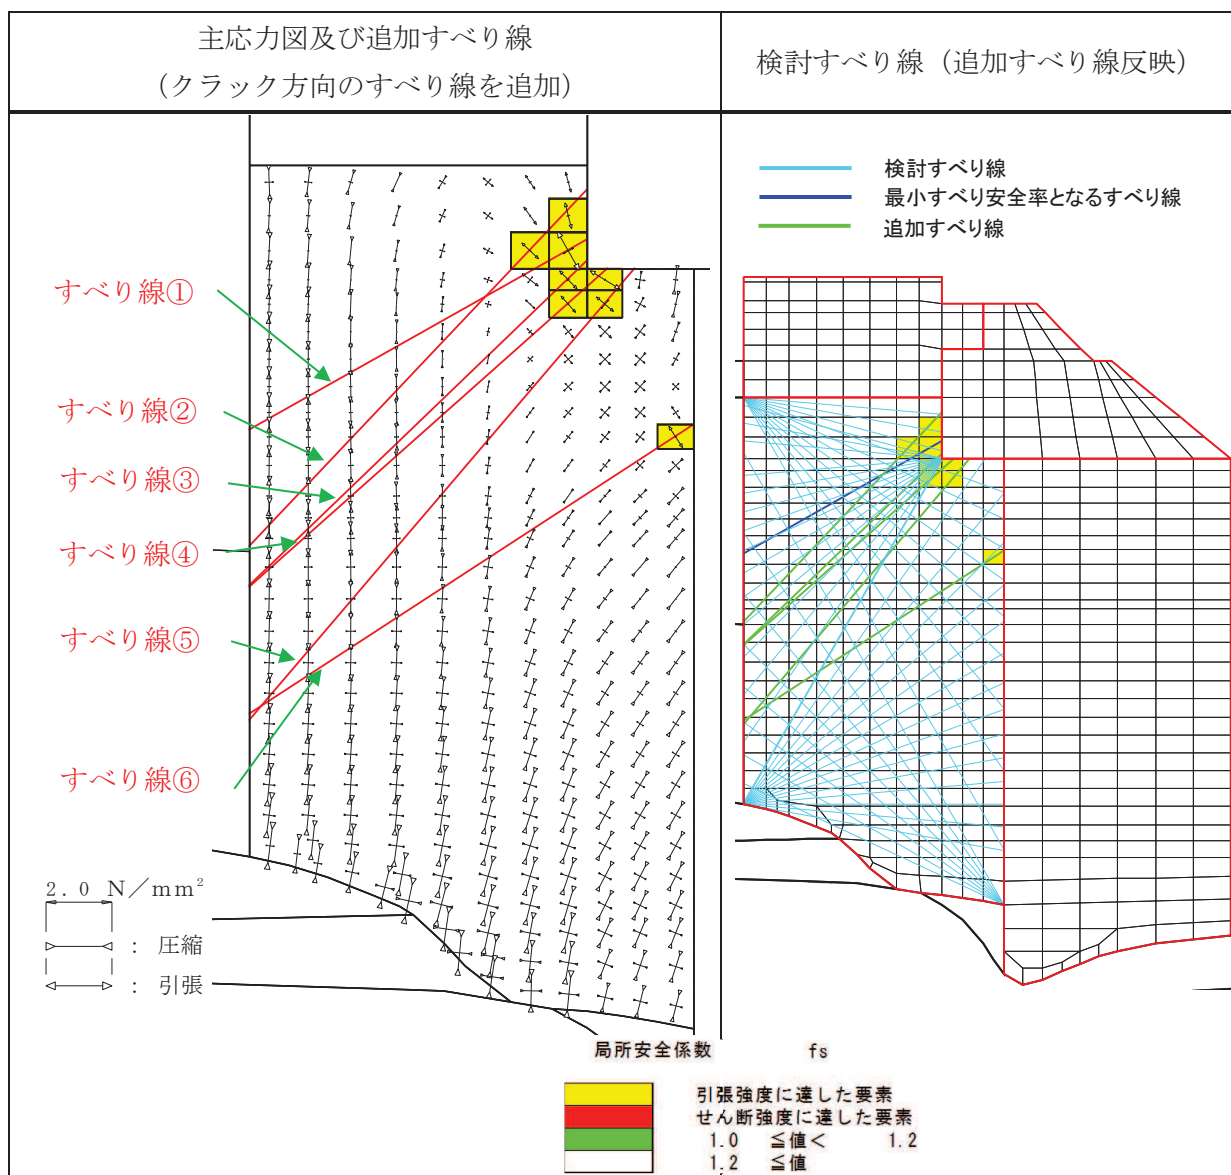 主応力図及び追加すべり線
(クラック方向のすべり線を追加)
検討すべり線(追加すべり線反映)
検討すべり線
最小すべり安全率となるすべり線
追加すべり線
すべり線①
すべり線②
すべり線③
すべり線④
すべり線⑤
すべり線⑥
2.0 N/mm²
: 圧縮
: 引張
局所安全係数 fs
引張強度に達した要素
せん断強度に達した要素
1.0 ≦値< 1.2
1.2 ≦値